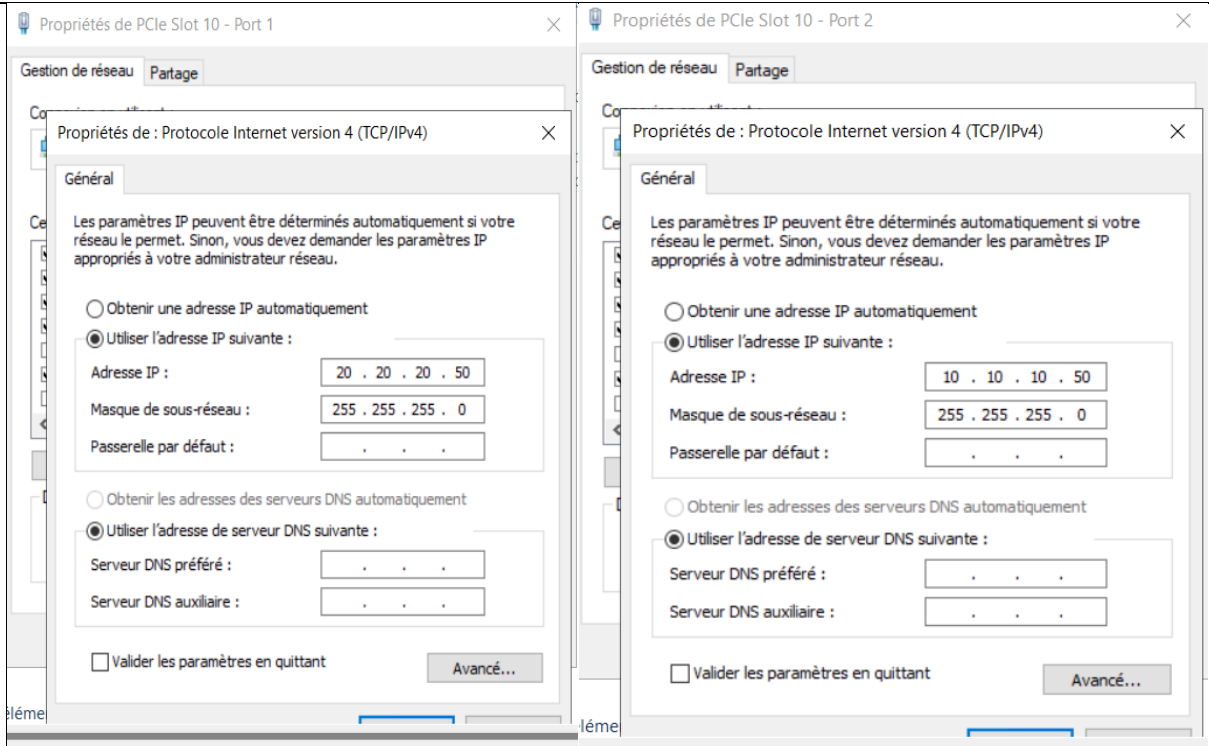 Propriétés de PCIe Slot 10 - Port 1
Gestion de réseau
Partage
Propriétés de : Protocole Internet version 4 (TCP/IPv4)
Général
Les paramètres IP peuvent être déterminés automatiquement si votre
réseau le permet. Sinon, vous devez demander les paramètres IP
appropriés à votre administrateur réseau.
Obtenir une adresse IP automatiquement
Utiliser l'adresse IP suivante :
Adresse IP :
20 . 20 . 20 . 50
Masque de sous-réseau :
255 . 255 . 255 . 0
Passerelle par défaut :
. . .
Obtenir les adresses des serveurs DNS automatiquement
Utiliser l'adresse de serveur DNS suivante :
Serveur DNS préféré :
. . .
Serveur DNS auxiliaire :
. . .
Valider les paramètres en quittant
Avancé...
Propriétés de PCIe Slot 10 - Port 2
Gestion de réseau
Partage
Propriétés de : Protocole Internet version 4 (TCP/IPv4)
Général
Les paramètres IP peuvent être déterminés automatiquement si votre
réseau le permet. Sinon, vous devez demander les paramètres IP
appropriés à votre administrateur réseau.
Obtenir une adresse IP automatiquement
Utiliser l'adresse IP suivante :
Adresse IP :
10 . 10 . 10 . 50
Masque de sous-réseau :
255 . 255 . 255 . 0
Passerelle par défaut :
. . .
Obtenir les adresses des serveurs DNS automatiquement
Utiliser l'adresse de serveur DNS suivante :
Serveur DNS préféré :
. . .
Serveur DNS auxiliaire :
. . .
Valider les paramètres en quittant
Avancé...